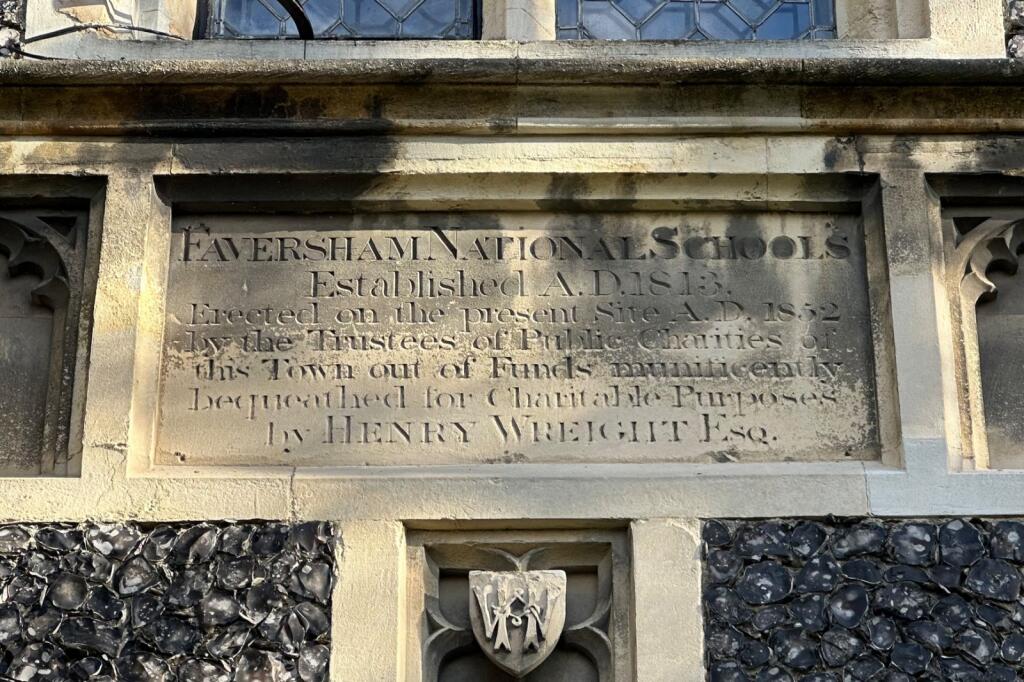 FAVERSHAM NATIONAL SCHOOLS
Established A.D. 1813.
Erected on the present Site A.D. 1852
by the Trustees of Public Charities of
this Town out of Funds munificently
bequeathed for Charitable Purposes
by HENRY WREIGHT ESQ.